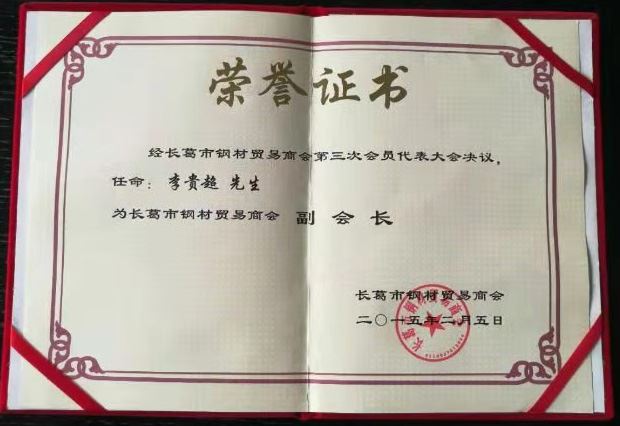 荣誉证书
经长葛市钢材贸易商会第三次会员代表大会决议，
任命：李貴超 先生
为长葛市钢材贸易商会 副会长
长葛市钢材贸易商会
二〇一五年二月五日